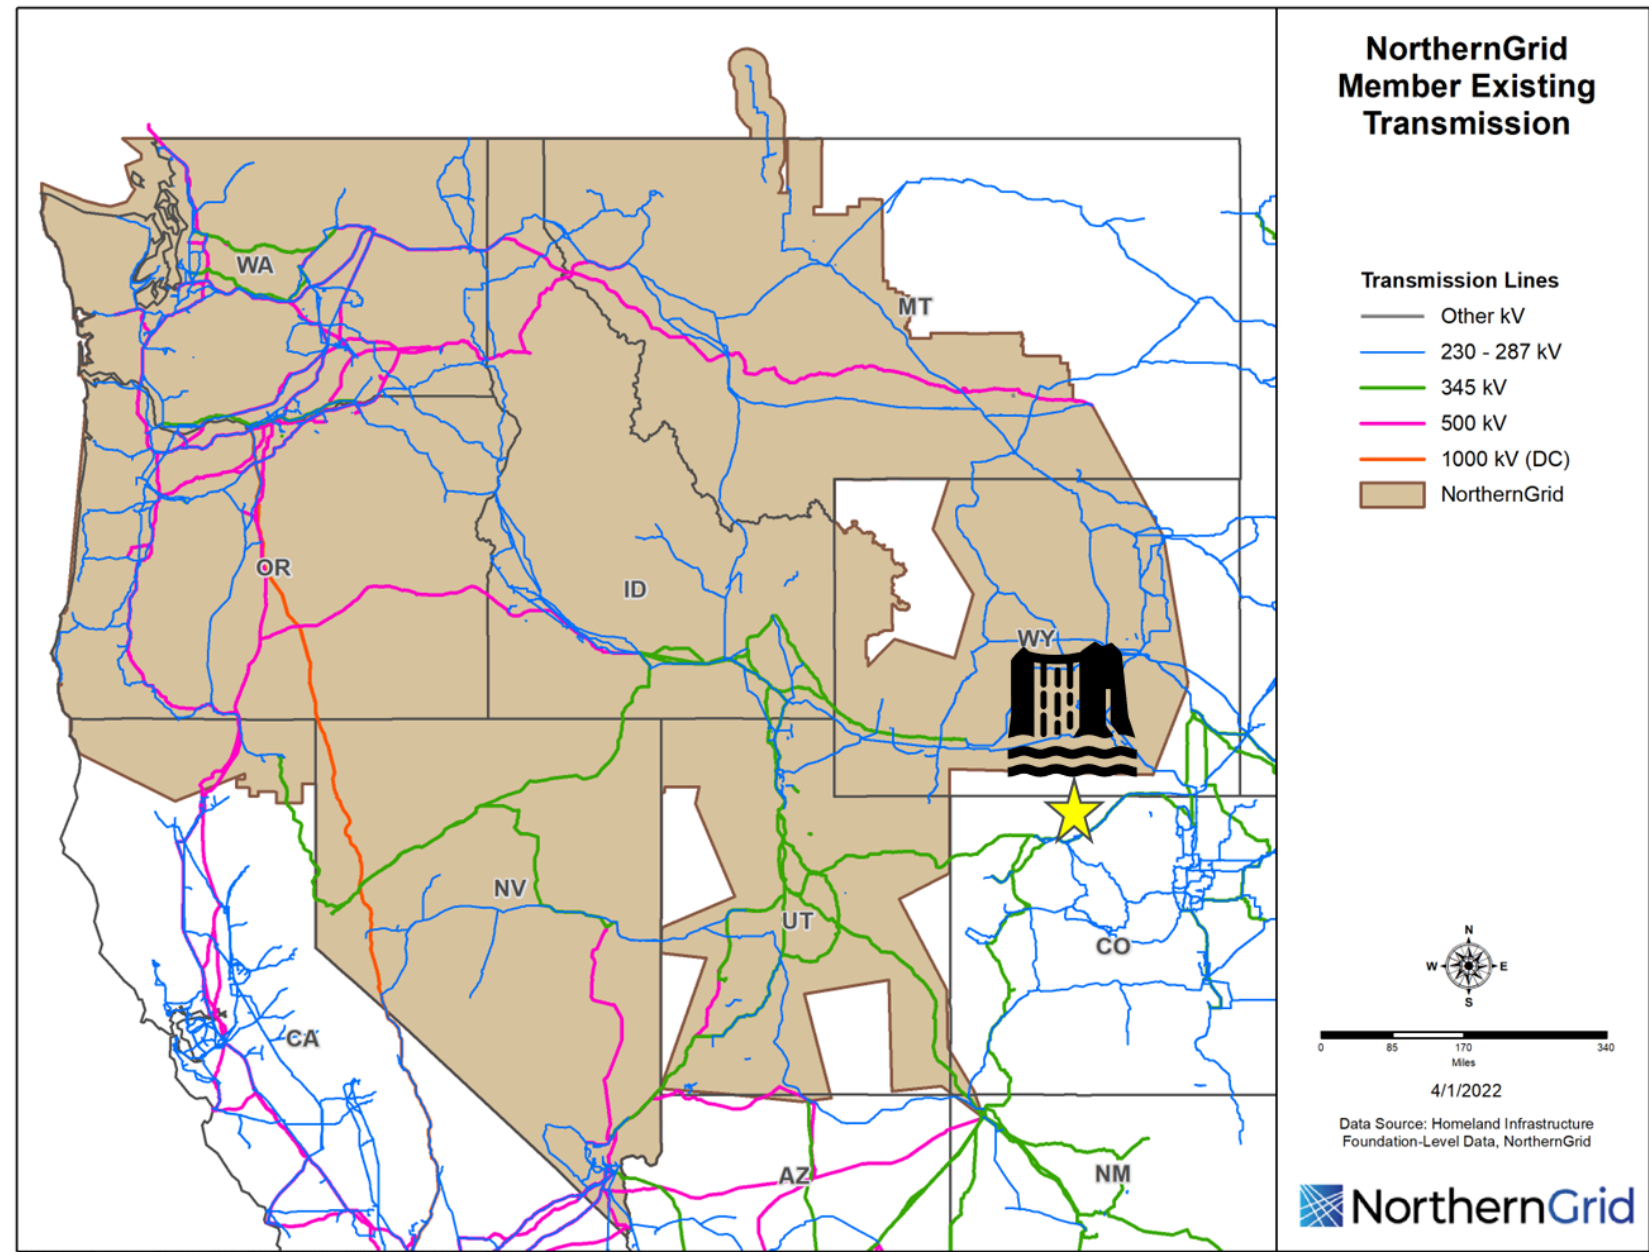 NorthernGrid
Member Existing
Transmission
Transmission Lines
Other kV
230 - 287 kV
345 kV
500 kV
1000 kV (DC)
NorthernGrid
WA
MT
OR
ID
WY
NV
UT
CO
CA
AZ
NM
N
W E
S
0 85 170 340
Miles
4/1/2022
Data Source: Homeland Infrastructure
Foundation-Level Data, NorthernGrid
NorthernGrid